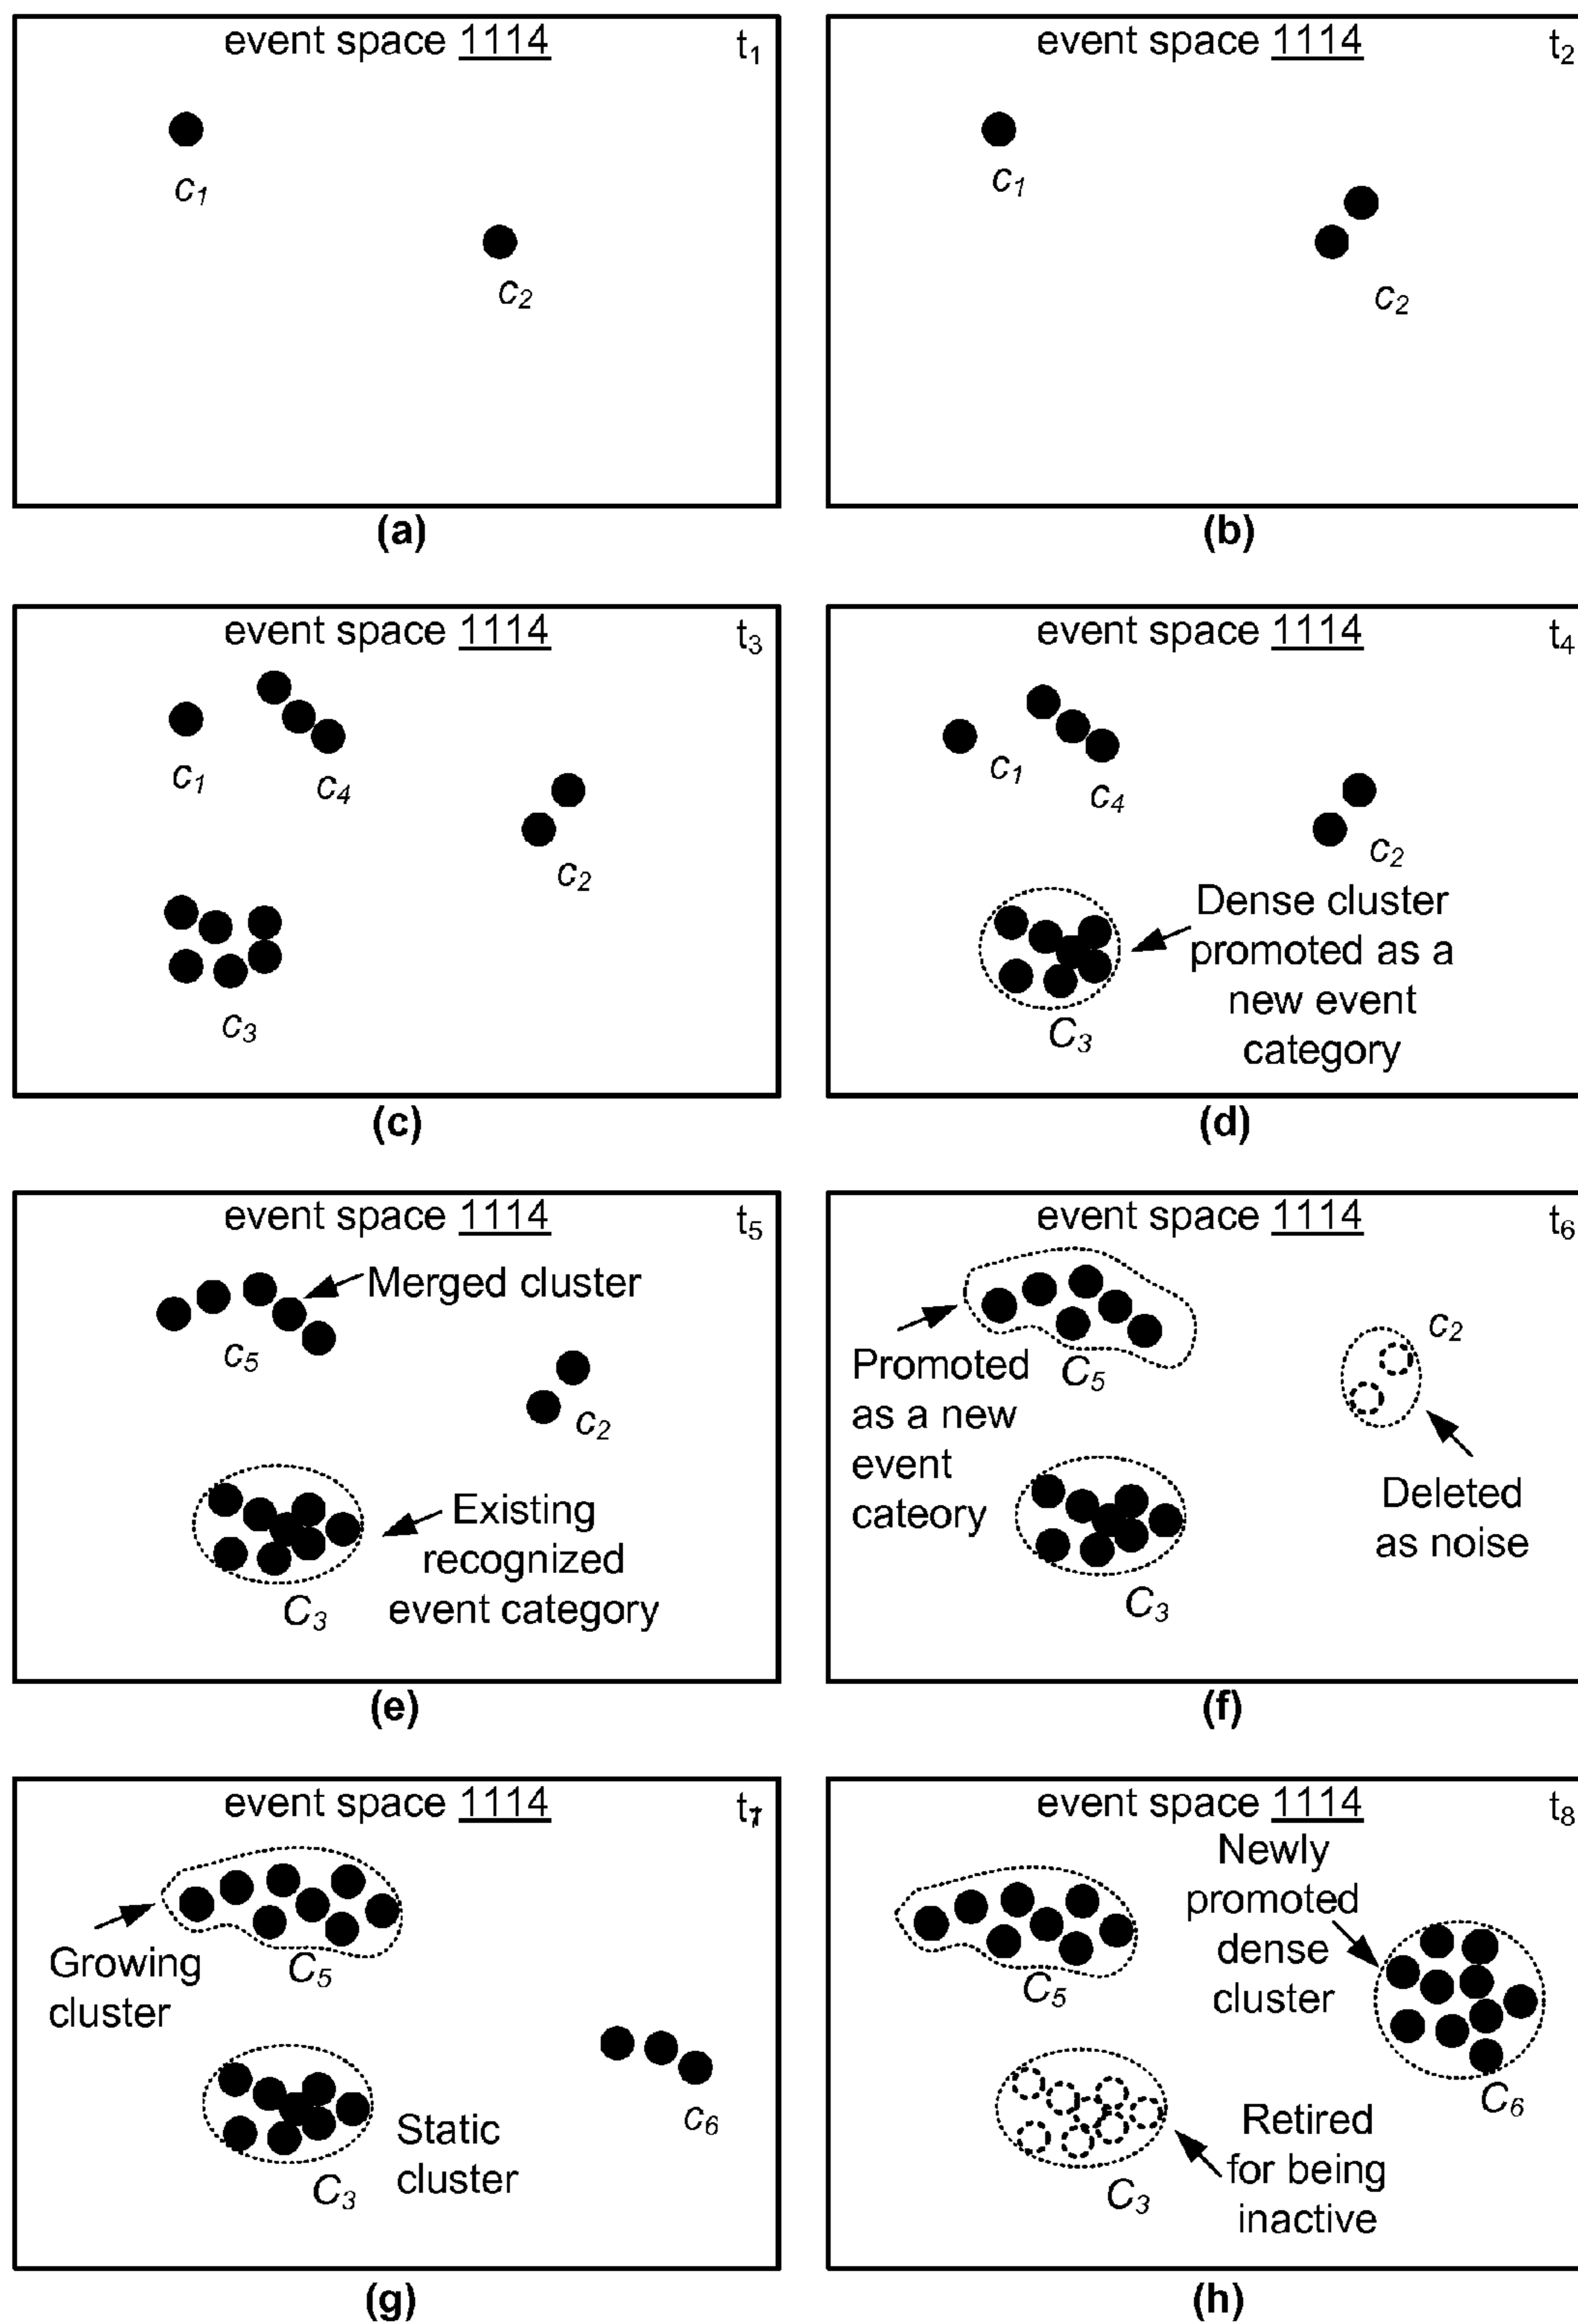 event space 1114 t1
c1
c2
(a)
event space 1114 t2
c1
c2
(b)
event space 1114 t3
c1
c4
c2
c3
(c)
event space 1114 t4
c1
c4
c2
Dense cluster
promoted as a
new event
category
C3
(d)
event space 1114 t5
Merged cluster
c5
c2
Existing
recognized
event category
C3
(e)
event space 1114 t6
c2
Promoted
as a new
event
cateory
C5
Deleted
as noise
C3
(f)
event space 1114 t7
Growing
cluster
C5
c6
Static
cluster
C3
(g)
event space 1114 t8
Newly
promoted
dense
cluster
C5
C6
Retired
for being
inactive
C3
(h)